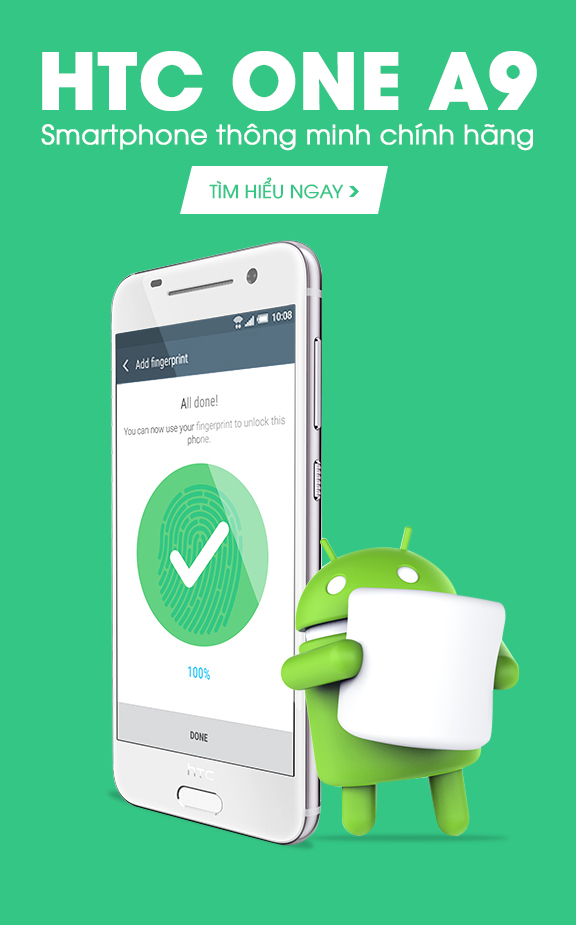 HTC ONE A9
Smartphone thông minh chính hãng
TÌM HIỂU NGAY
10:08
Add fingerprint
All done!
You can now use your fingerprint to unlock this
phone.
100%
DONE
hTC